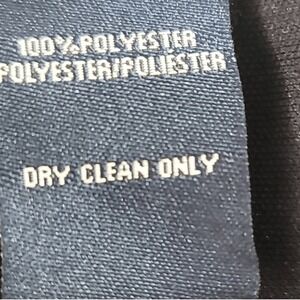 100% POLYESTER
POLYESTER/POLIESTER
DRY CLEAN ONLY